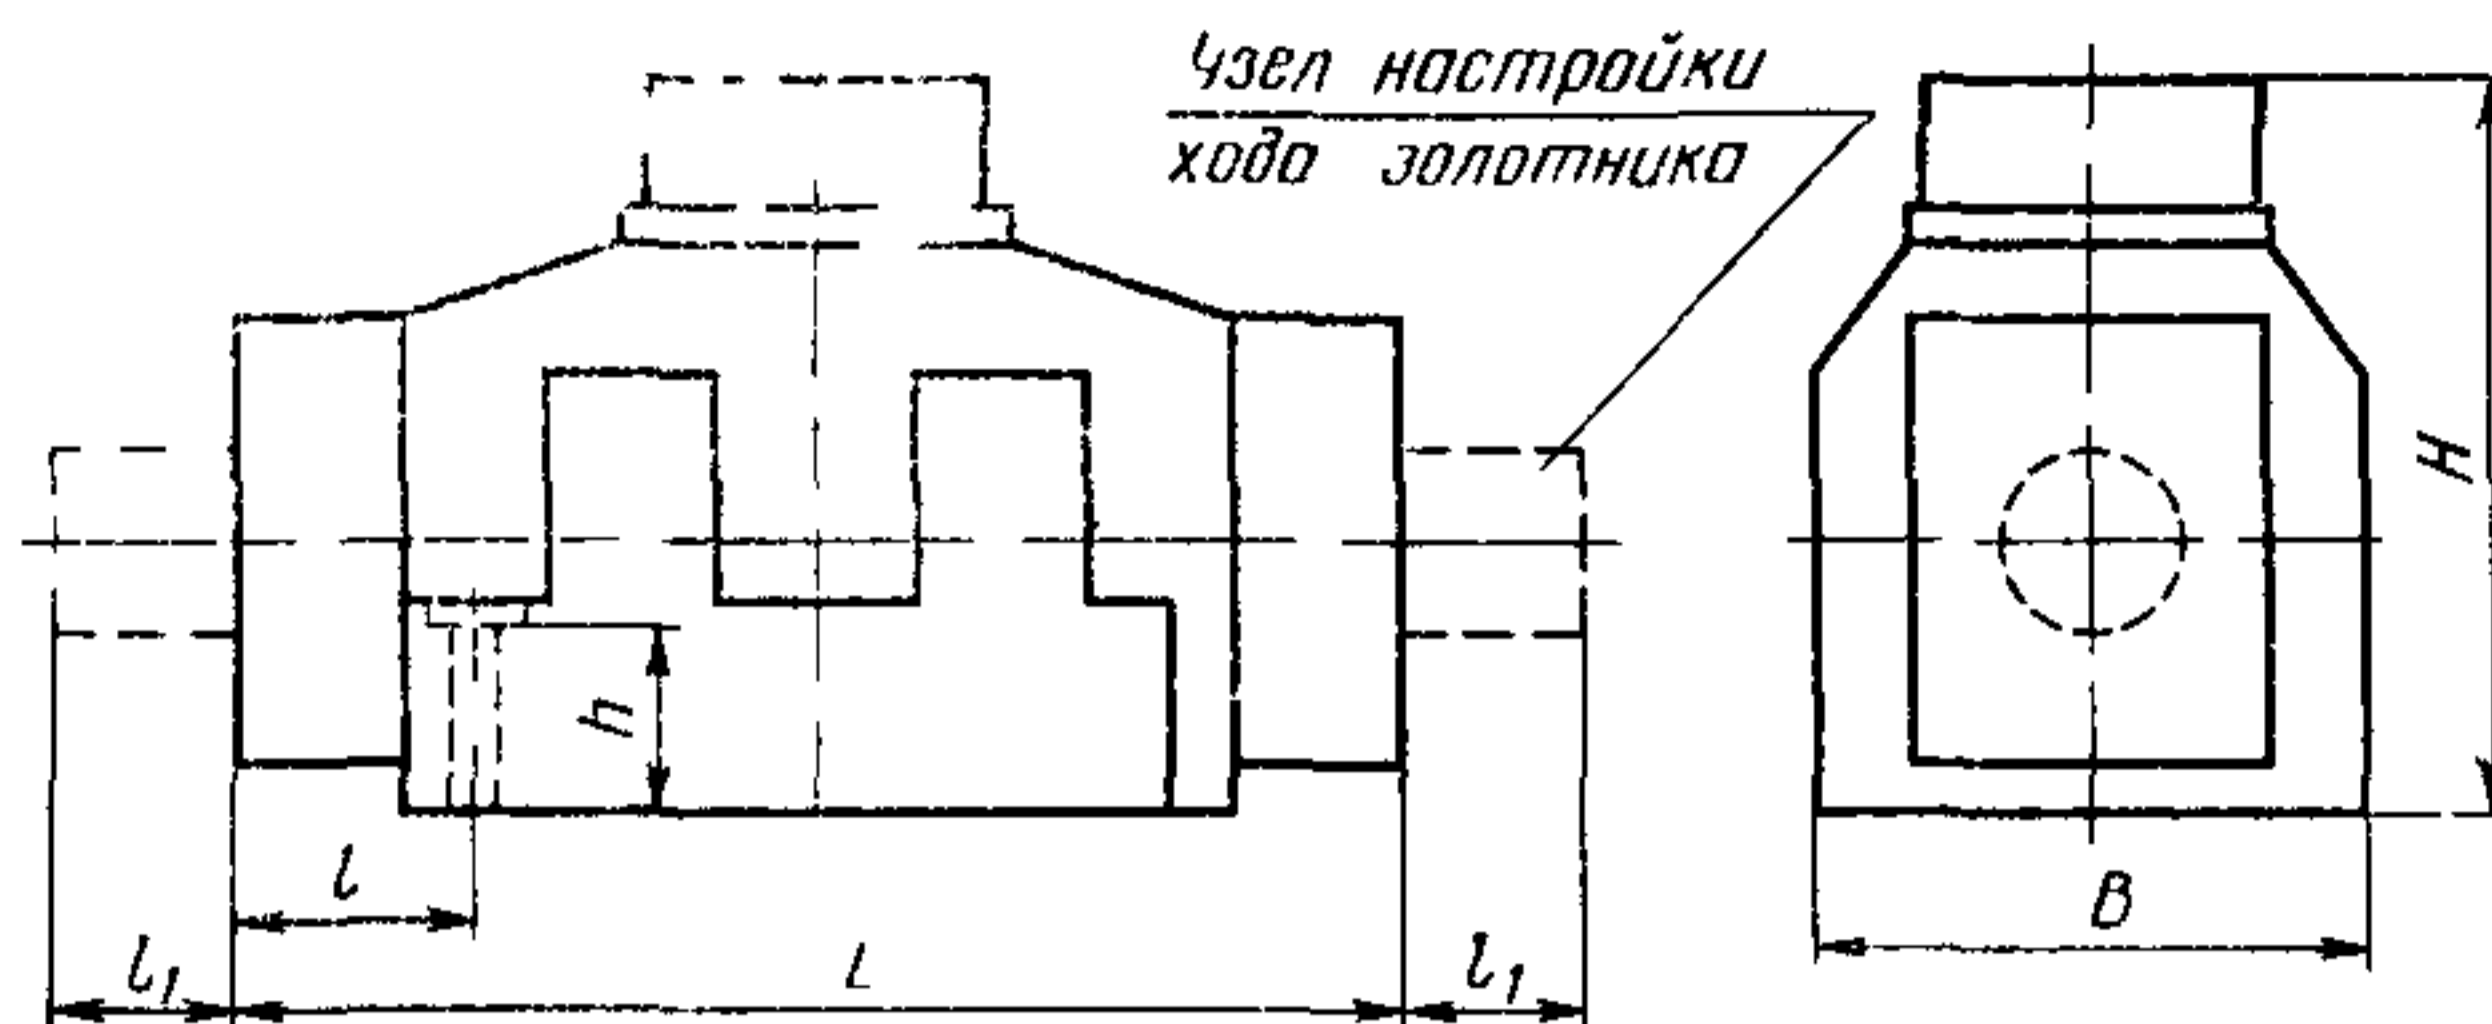 Узел настройки
хода золотника
H
h
l
B
l₁
L
l₁